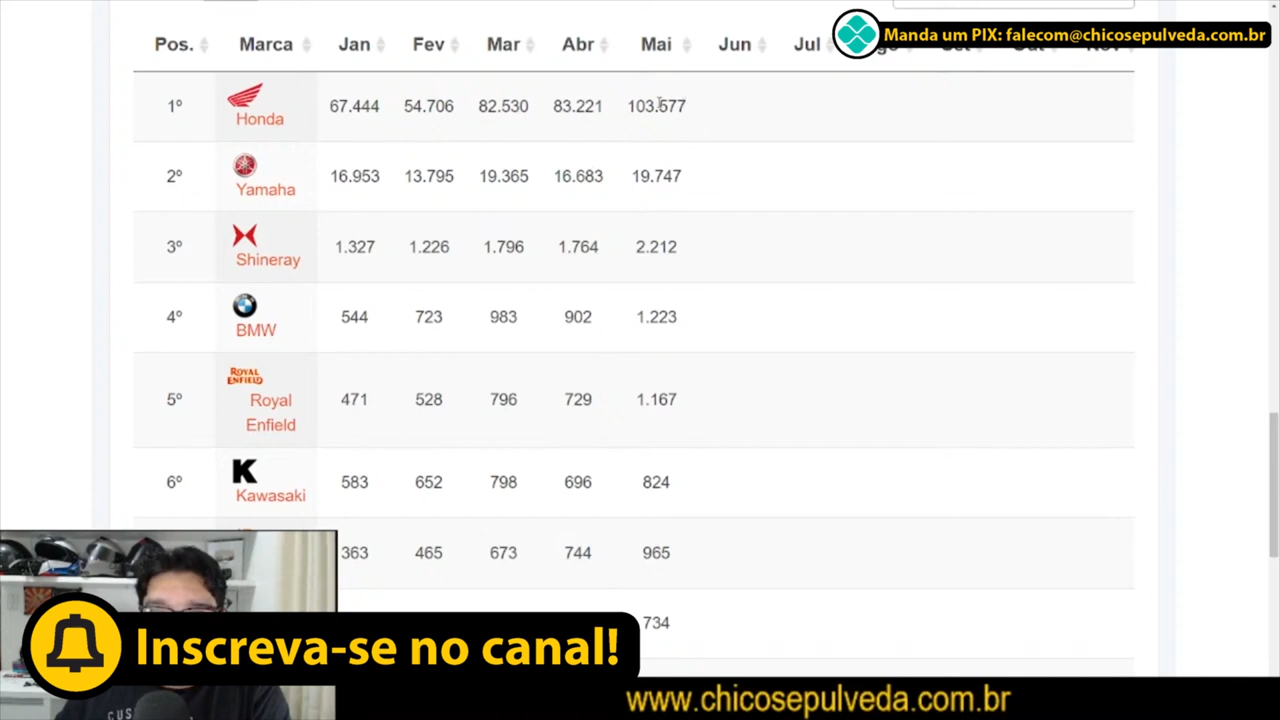 Manda um PIX: falecom@chicosepulveda.com.br
Pos. Marca Jan Fev Mar Abr Mai Jun Jul
1º Honda 67.444 54.706 82.530 83.221 103.577
2º Yamaha 16.953 13.795 19.365 16.683 19.747
3º Shineray 1.327 1.226 1.796 1.764 2.212
4º BMW 544 723 983 902 1.223
ROYAL
ENFIELD
5º Royal 471 528 796 729 1.167
Enfield
K
6º Kawasaki 583 652 798 696 824
363 465 673 744 965
734
Inscreva-se no canal!
CUS
www.chicosepulveda.com.br